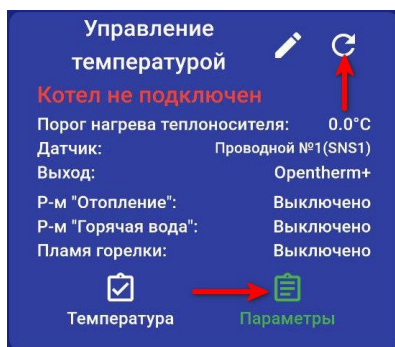 Управление
температурой
Котел не подключен
Порог нагрева теплоносителя: 0.0°C
Датчик: Проводной №1(SNS1)
Выход: Opentherm+
Р-м "Отопление": Выключено
Р-м "Горячая вода": Выключено
Пламя горелки: Выключено
Температура Параметры